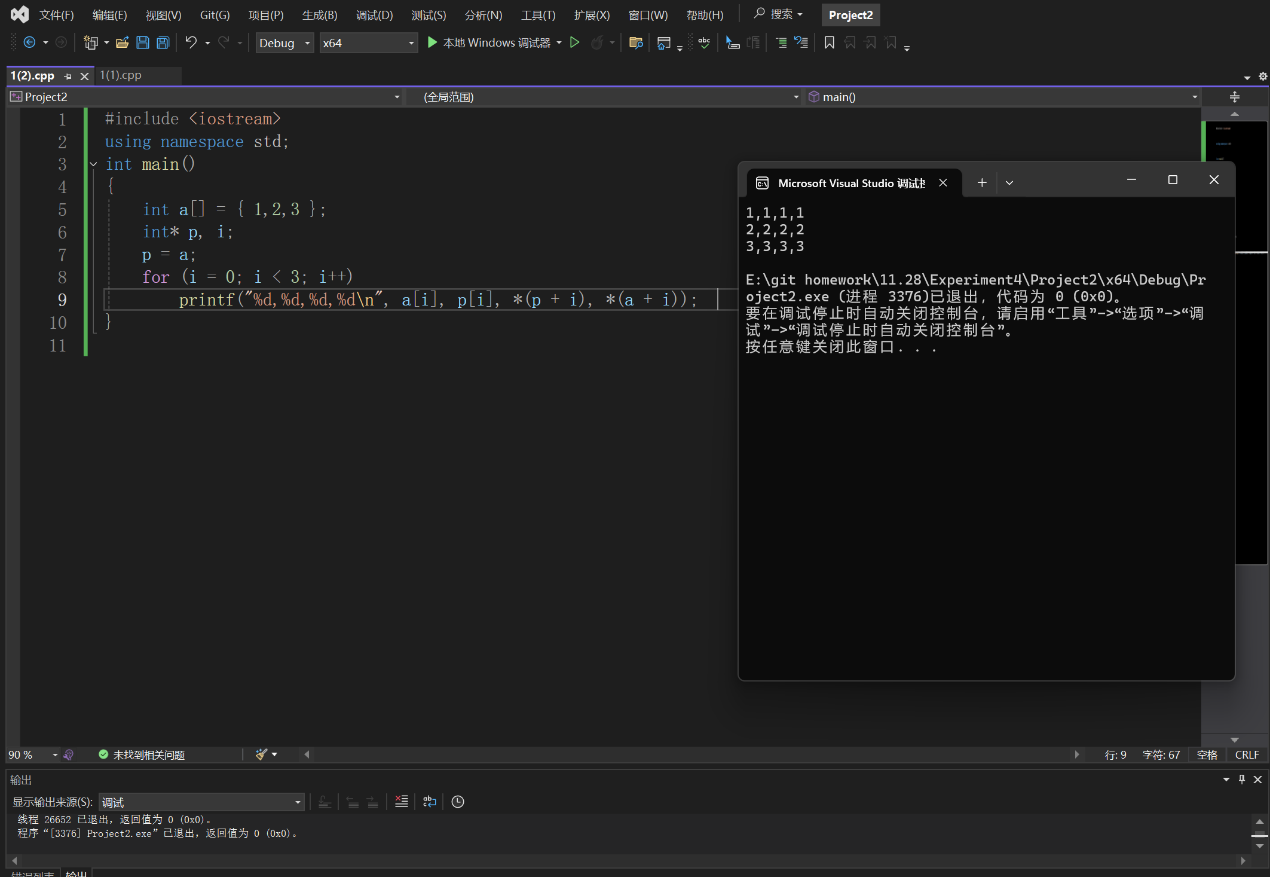 文件(F) 编辑(E) 视图(V) Git(G) 项目(P) 生成(B) 调试(D) 测试(S) 分析(N) 工具(T) 扩展(X) 窗口(W) 帮助(H) 搜索 Project2
Debug x64 本地 Windows 调试器
1(2).cpp 1(1).cpp
Project2 (全局范围) main()
1 #include <iostream>
2 using namespace std;
3 int main()
4 {
5 int a[] = { 1,2,3 };
6 int* p, i;
7 p = a;
8 for (i = 0; i < 3; i++)
9 printf("%d,%d,%d,%d\n", a[i], p[i], *(p + i), *(a + i));
10 }
11
Microsoft Visual Studio 调试
1,1,1,1
2,2,2,2
3,3,3,3
E:\git homework\11.28\Experiment4\Project2\x64\Debug\Pr
oject2.exe (进程 3376)已退出，代码为 0 (0x0)。
要在调试停止时自动关闭控制台，请启用“工具”->“选项”->“调
试”->“调试停止时自动关闭控制台”。
按任意键关闭此窗口. . .
90 % 未找到相关问题 行: 9 字符: 67 空格 CRLF
输出
显示输出来源(S): 调试
线程 26652 已退出，返回值为 0 (0x0)。
程序“[3376] Project2.exe”已退出，返回值为 0 (0x0)。
错误列表 输出